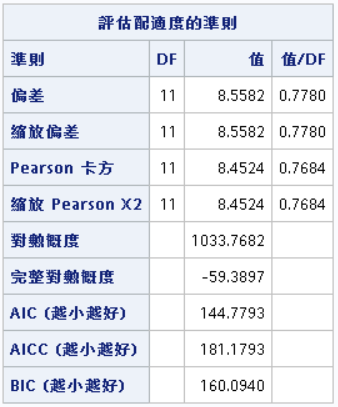 評估配適度的準則
準則 DF 值 值/DF
偏差 11 8.5582 0.7780
縮放偏差 11 8.5582 0.7780
Pearson 卡方 11 8.4524 0.7684
縮放 Pearson X2 11 8.4524 0.7684
對數概度 1033.7682
完整對數概度 -59.3897
AIC (越小越好) 144.7793
AICC (越小越好) 181.1793
BIC (越小越好) 160.0940